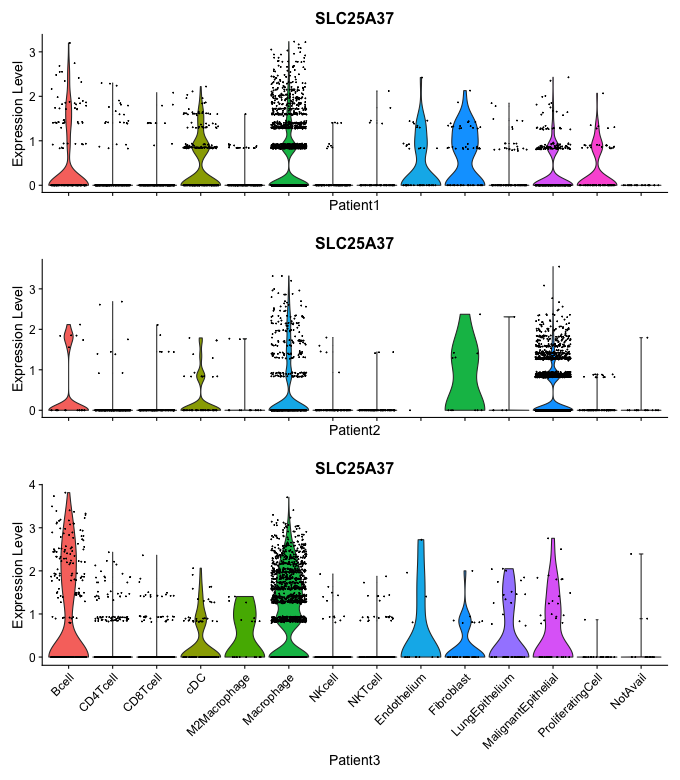 SLC25A37
Expression Level
3
2
1
0
Patient1
SLC25A37
Expression Level
3
2
1
0
Patient2
SLC25A37
Expression Level
4
3
2
1
0
Bcell
CD4Tcell
CD8Tcell
cDC
M2Macrophage
Macrophage
NKcell
NKTcell
Endothelium
Fibroblast
LungEpithelium
MalignantEpithelial
ProliferatingCell
NotAvail
Patient3